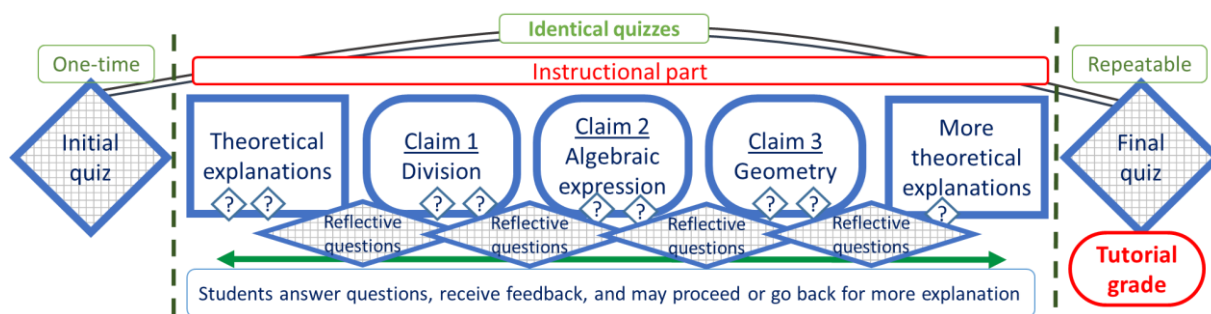 Identical quizzes
One-time
Instructional part
Repeatable
Initial
quiz
Theoretical
explanations
? ?
Claim 1
Division
? ?
Claim 2
Algebraic
expression
? ?
Claim 3
Geometry
? ?
More
theoretical
explanations
?
Final
quiz
Reflective
questions
Reflective
questions
Reflective
questions
Reflective
questions
Students answer questions, receive feedback, and may proceed or go back for more explanation
Tutorial
grade